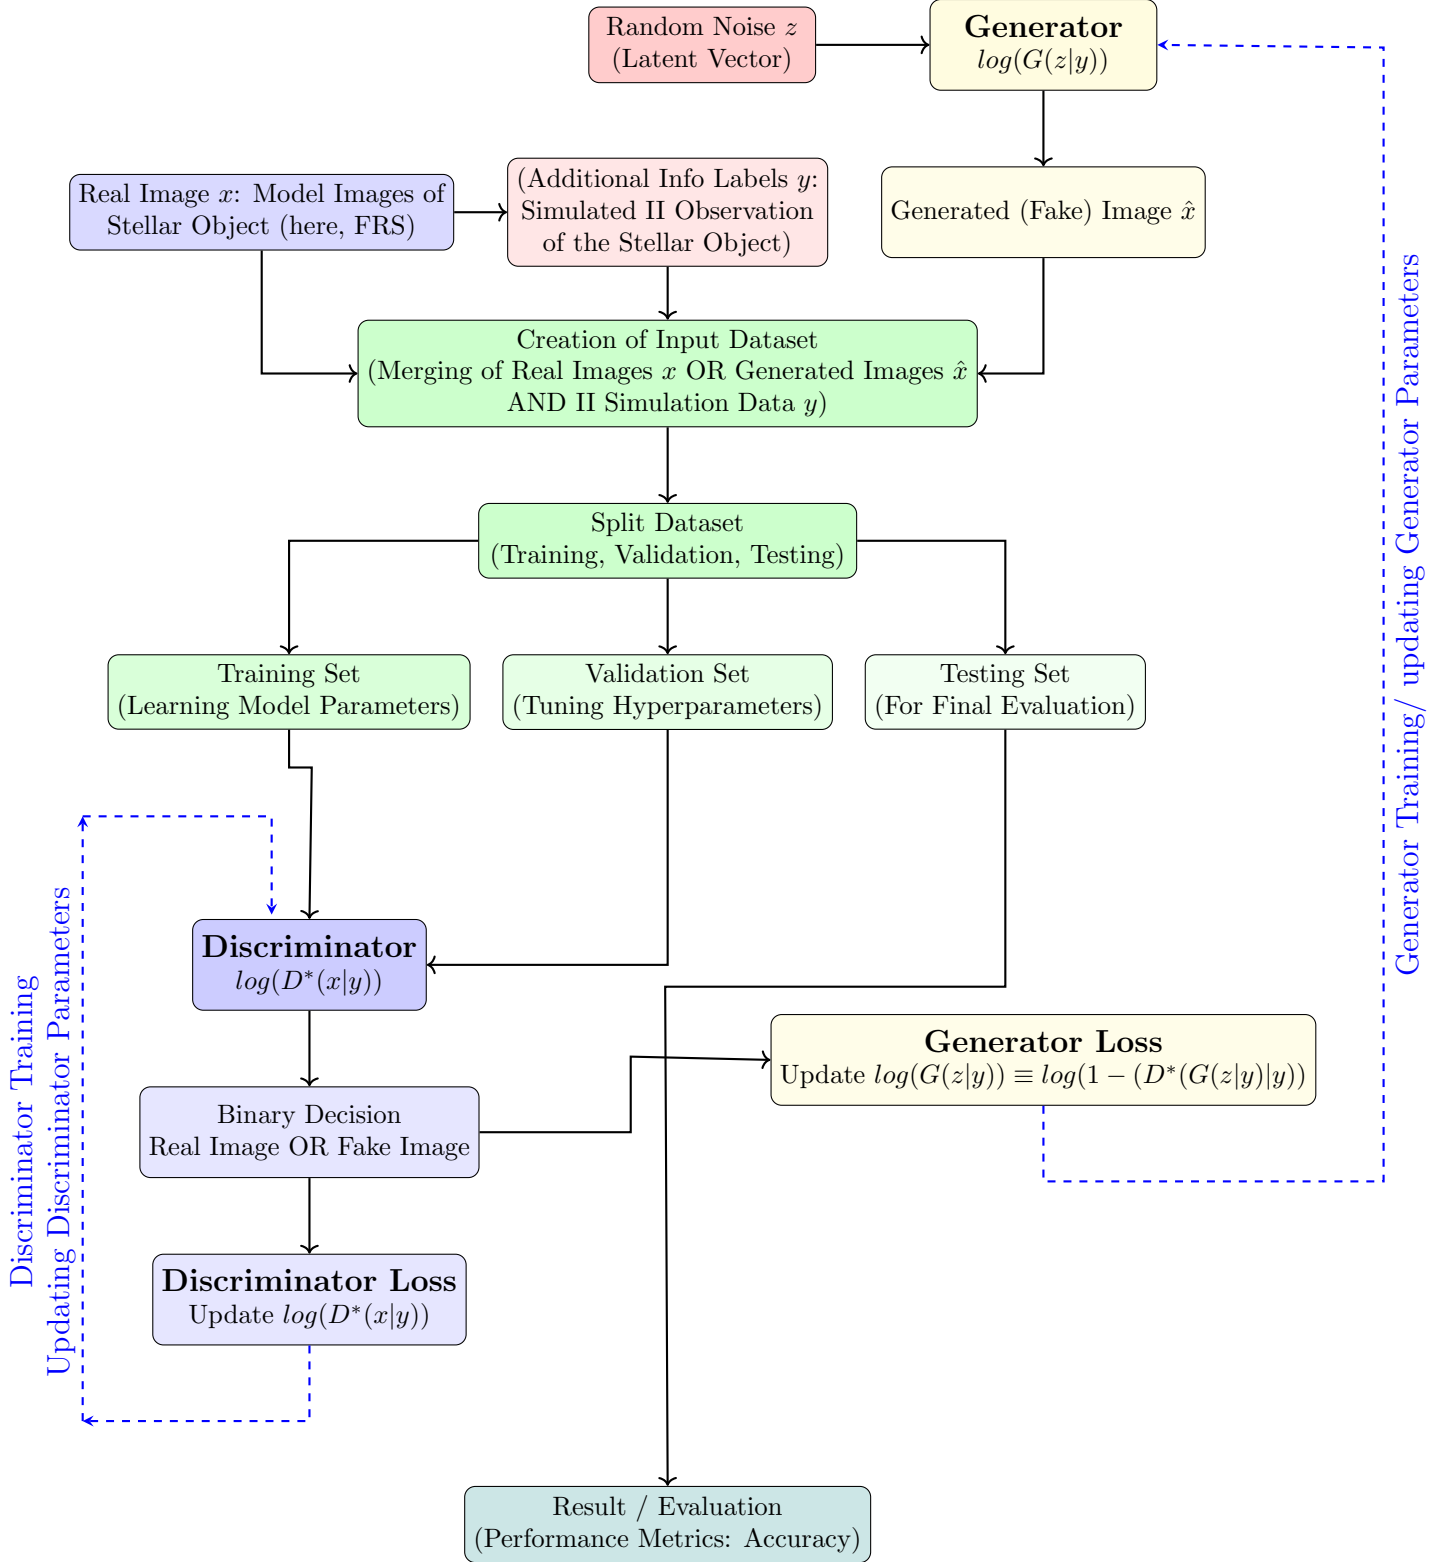 Random Noise z
(Latent Vector)
Generator
log(G(z|y))
Real Image x: Model Images of
Stellar Object (here, FRS)
(Additional Info Labels y:
Simulated II Observation
of the Stellar Object)
Generated (Fake) Image x̂
Creation of Input Dataset
(Merging of Real Images x OR Generated Images x̂
AND II Simulation Data y)
Split Dataset
(Training, Validation, Testing)
Training Set
(Learning Model Parameters)
Validation Set
(Tuning Hyperparameters)
Testing Set
(For Final Evaluation)
Generator Training/ updating Generator Parameters
Discriminator
log(D*(x|y))
Generator Loss
Update log(G(z|y)) ≡ log(1 − (D*(G(z|y)|y))
Binary Decision
Real Image OR Fake Image
Discriminator Training
Updating Discriminator Parameters
Discriminator Loss
Update log(D*(x|y))
Result / Evaluation
(Performance Metrics: Accuracy)